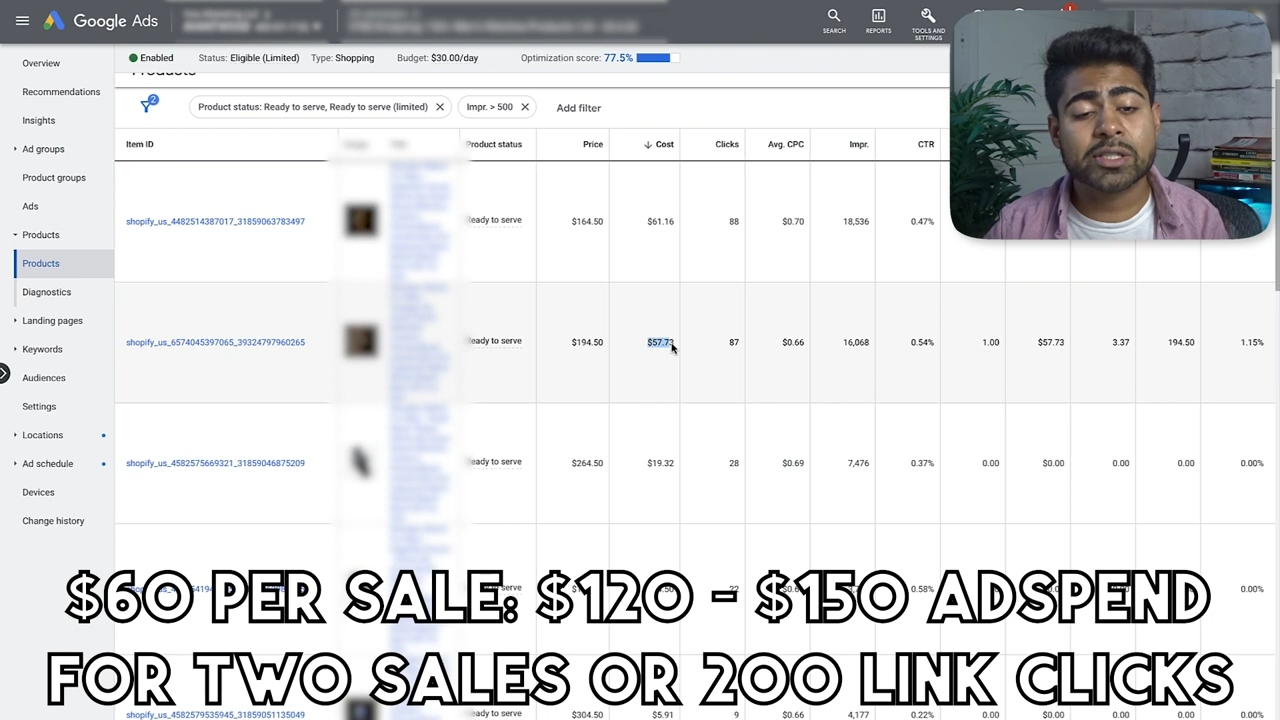 Google Ads
SEARCH
REPORTS
TOOLS AND
SETTINGS
Overview
Recommendations
Insights
Ad groups
Product groups
Ads
Products
Products
Diagnostics
Landing pages
Keywords
Audiences
Settings
Locations
Ad schedule
Devices
Change history
Enabled Status: Eligible (Limited) Type: Shopping Budget: $30.00/day Optimization score: 77.5%
Products
2
Product status: Ready to serve, Ready to serve (limited) Impr. > 500 Add filter
Item ID Product status Price Cost Clicks Avg. CPC Impr. CTR
shopify_us_4482514387017_31859063783497 Ready to serve $164.50 $61.16 88 $0.70 18,536 0.47%
shopify_us_6574045397065_39324797960265 Ready to serve $194.50 $57.73 87 $0.66 16,068 0.54% 1.00 $57.73 3.37 194.50 1.15%
shopify_us_4582575669321_31859046875209 Ready to serve $264.50 $19.32 28 $0.69 7,476 0.37% 0.00 $0.00 0.00 0.00 0.00%
serve 22 0.58% 0.00%
$60 PER SALE: $120 - $150 ADSPEND
FOR TWO SALES OR 200 LINK CLICKS
shopify_us_4582579535945_31859051135049 Ready to serve $304.50 $5.91 9 $0.66 4,177 0.22% 0.00 $0.00 0.00 0.00 0.00%